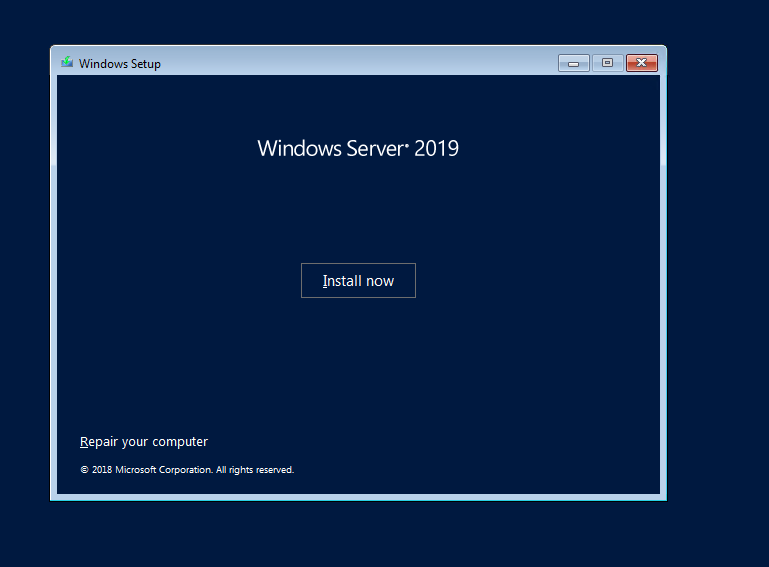 Windows Setup
Windows Server® 2019
Install now
Repair your computer
© 2018 Microsoft Corporation. All rights reserved.